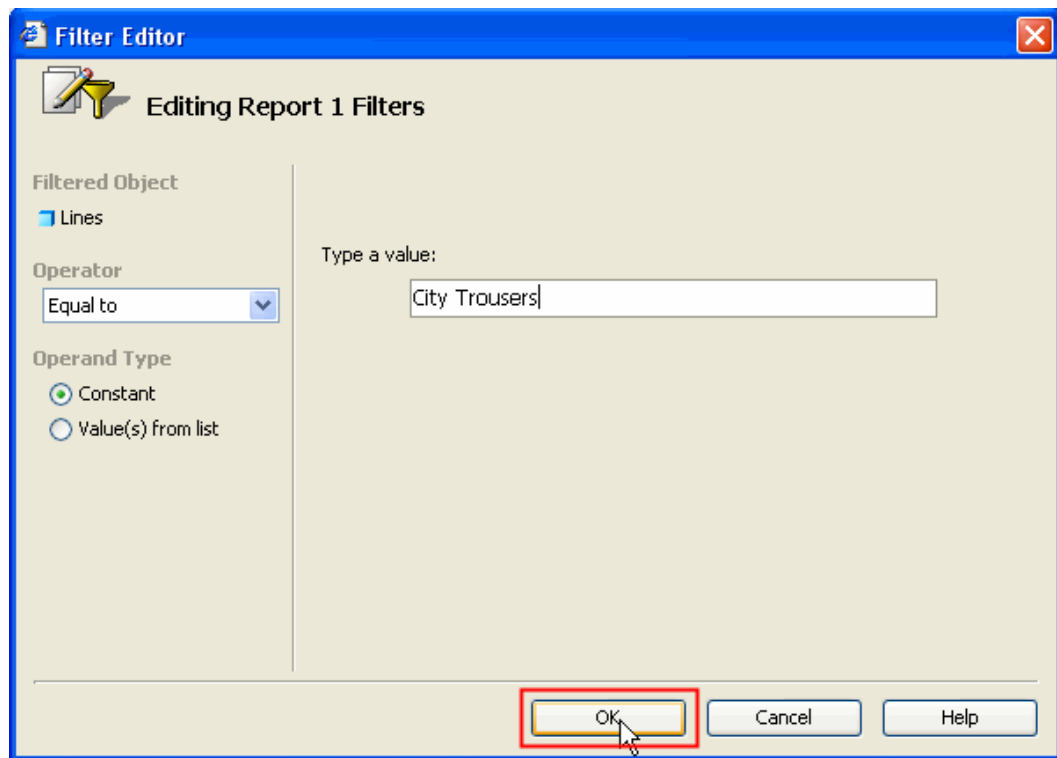 Filter Editor
Editing Report 1 Filters
Filtered Object
Lines
Operator
Equal to
Operand Type
Constant
Value(s) from list
Type a value:
City Trousers
OK
Cancel
Help